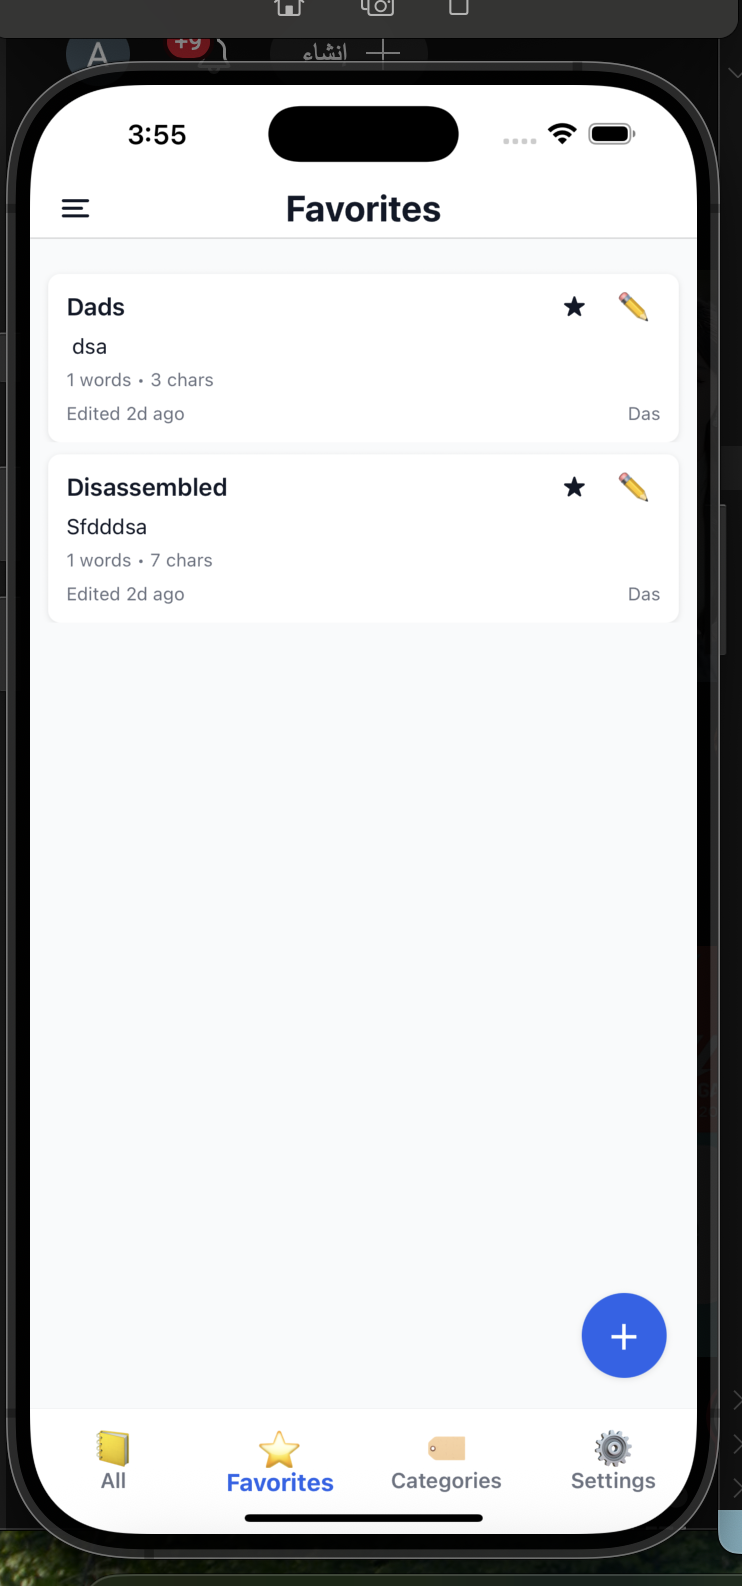 A
+9
إنشاء
3:55
Favorites
Dads
dsa
1 words • 3 chars
Edited 2d ago
Das
Disassembled
Sfdddsa
1 words • 7 chars
Edited 2d ago
Das
All
Favorites
Categories
Settings